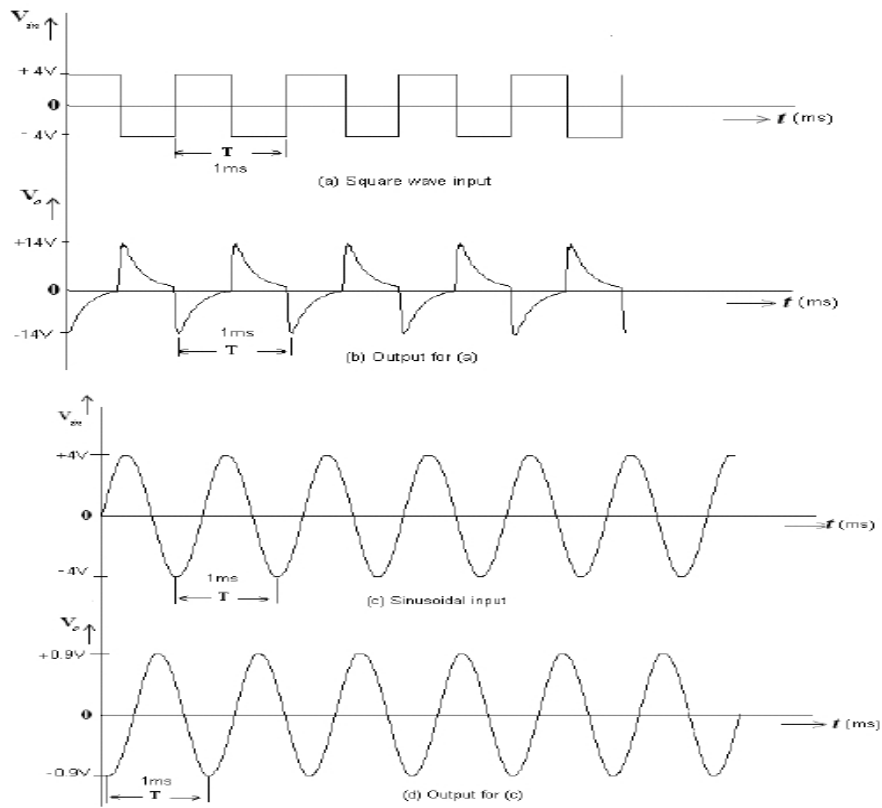 Vin
+4V
0
-4V
t (ms)
T
1ms
(a) Square wave input
Vo
+14V
0
-14V
t (ms)
1ms
T
(b) Output for (a)
Vin
+4V
0
-4V
t (ms)
1ms
T
(c) Sinusoidal input
Vo
+0.9V
0
-0.9V
t (ms)
1ms
T
(d) Output for (c)